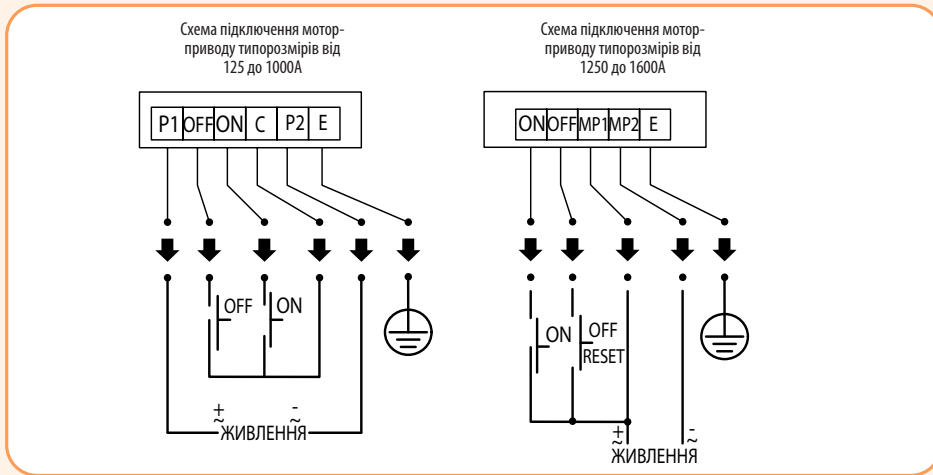 Схема підключення мотор-
приводу типорозмірів від
125 до 1000А
P1 OFF ON C P2 E
OFF ON
+ ~ - ~
ЖИВЛЕННЯ
Схема підключення мотор-
приводу типорозмірів від
1250 до 1600А
ON OFF MP1 MP2 E
ON OFF
RESET
+ ~ - ~
ЖИВЛЕННЯ